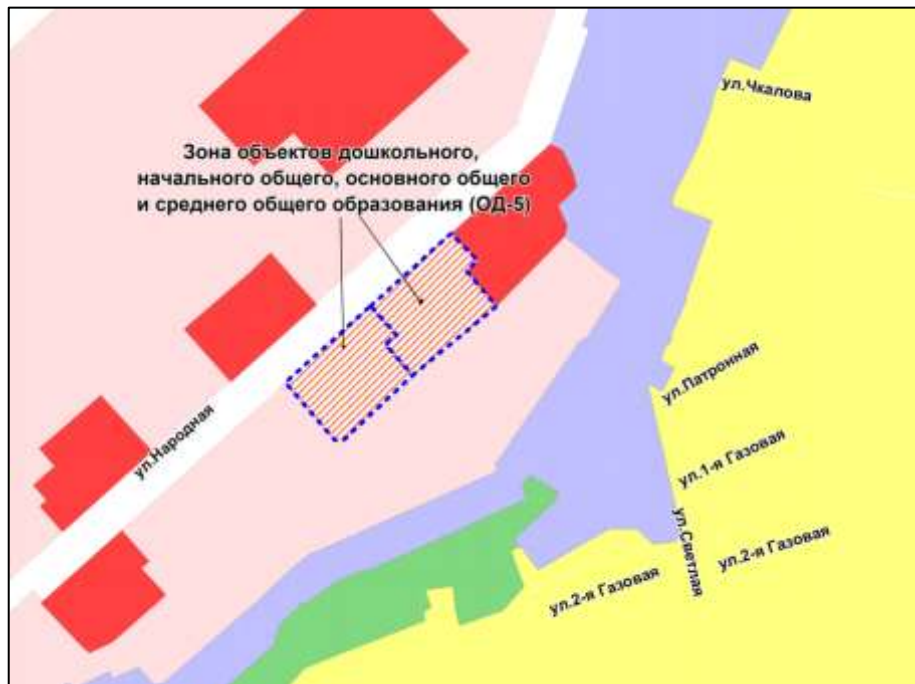 ул.Чкалова
Зона объектов дошкольного,
начального общего, основного общего
и среднего общего образования (ОД-5)
ул.Патронная
ул.Народная
ул.1-я Газовая
ул.Светлая
ул.2-я Газовая
ул.2-я Газовая